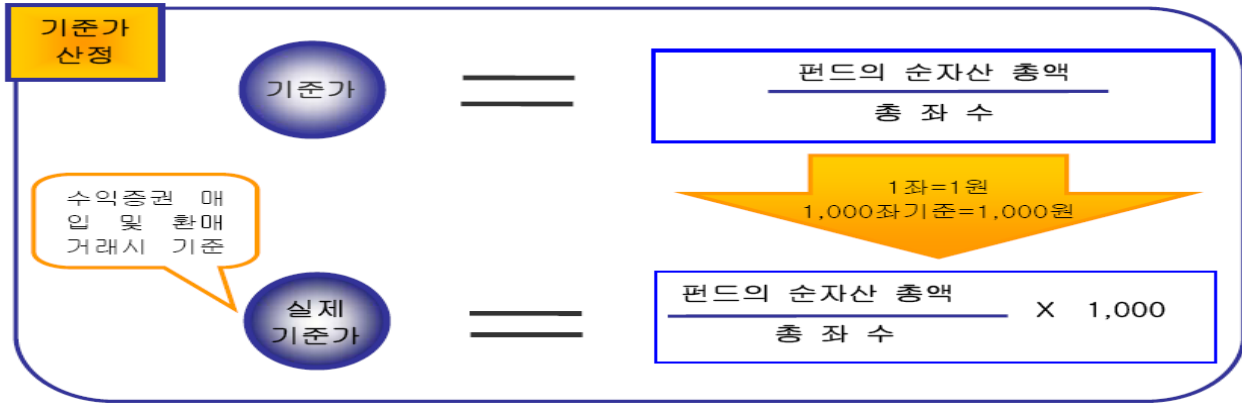 기준가
산정
기준가
펀드의 순자산 총액
총 좌 수
수익증권 매
입 및 환매
거래시 기준
1좌=1원
1,000좌기준=1,000원
실제
기준가
펀드의 순자산 총액
총 좌 수
X 1,000